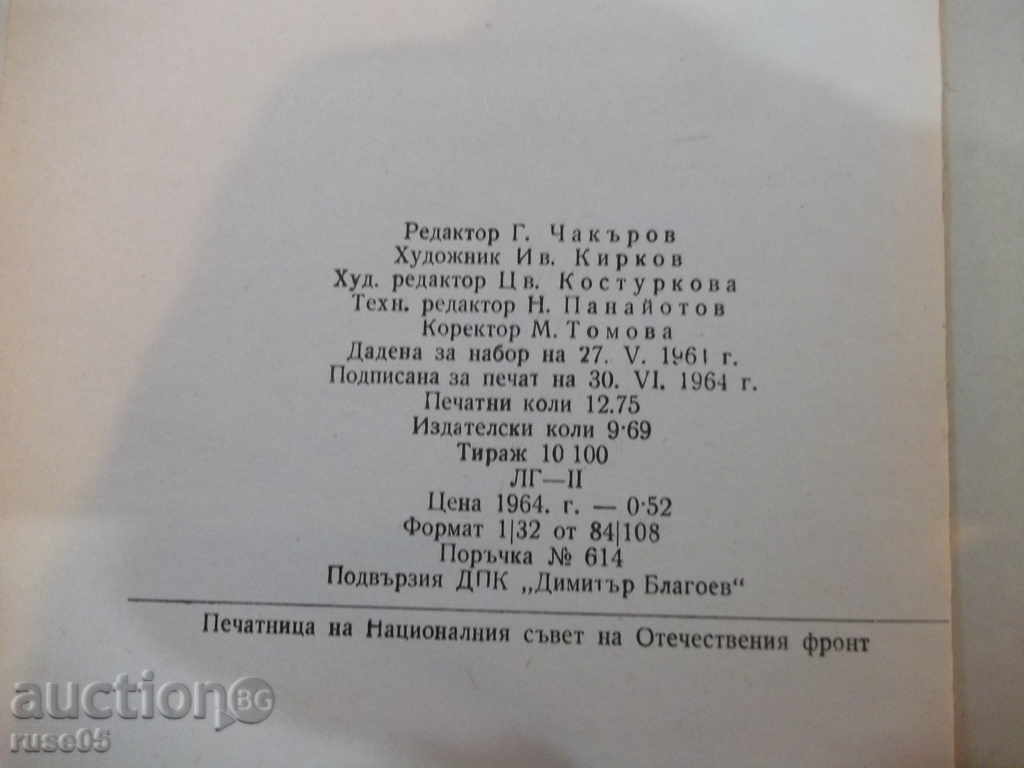 Редактор Г. Чакъров
Художник Ив. Кирков
Худ. редактор Цв. Костуркова
Техн. редактор Н. Панайотов
Коректор М. Томова
Дадена за набор на 27. V. 1961 г.
Подписана за печат на 30. VI. 1964 г.
Печатни коли 12.75
Издателски коли 9·69
Тираж 10 100
ЛГ—II
Цена 1964. г. — 0·52
Формат 1|32 от 84|108
Поръчка № 614
Подвързия ДПК „Димитър Благоев“
Печатница на Националния съвет на Отечествения фронт
auction BG
ruse05